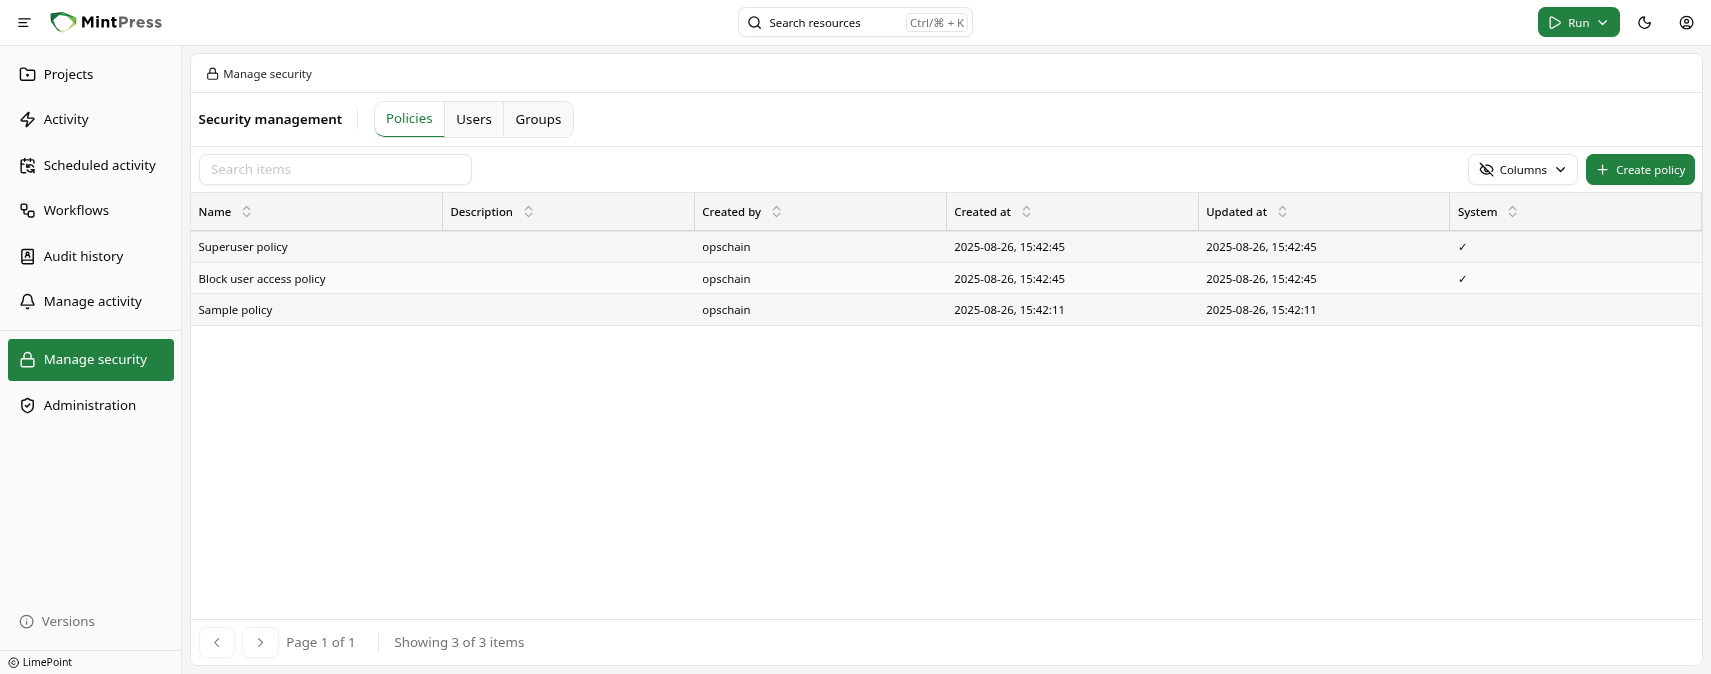 MintPress
Search resources Ctrl/⌘ + K
Run
Projects
Activity
Scheduled activity
Workflows
Audit history
Manage activity
Manage security
Administration
Versions
© LimePoint
Manage security
Security management Policies Users Groups
Search items Columns Create policy
Name Description Created by Created at Updated at System
Superuser policy opschain 2025-08-26, 15:42:45 2025-08-26, 15:42:45 ✓
Block user access policy opschain 2025-08-26, 15:42:45 2025-08-26, 15:42:45 ✓
Sample policy opschain 2025-08-26, 15:42:11 2025-08-26, 15:42:11
Page 1 of 1 Showing 3 of 3 items